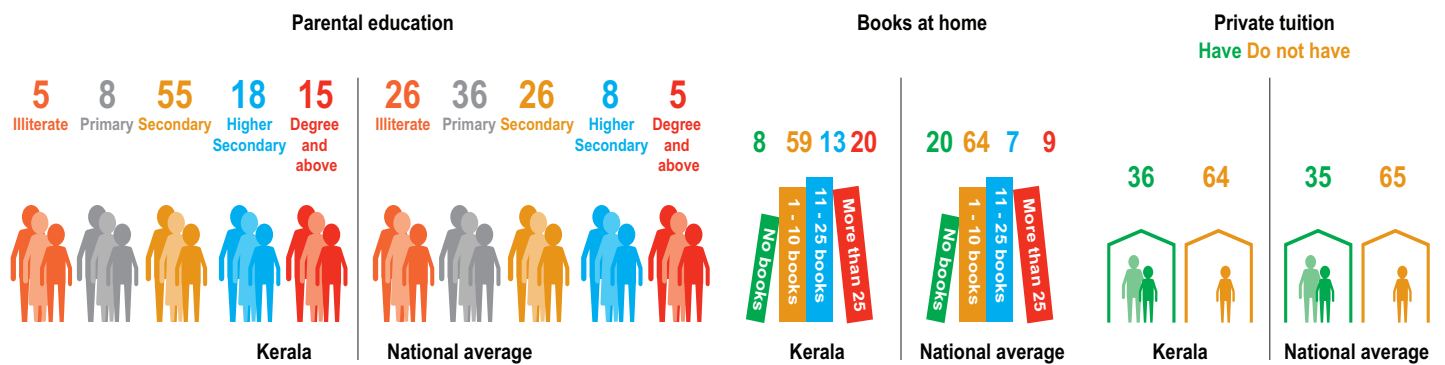 Parental education
5 8 55 18 15
Illiterate Primary Secondary Higher Secondary Degree and above
26 36 26 8 5
Illiterate Primary Secondary Higher Secondary Degree and above
Kerala
National average
Books at home
8 59 13 20
No books
1 - 10 books
11 - 25 books
More than 25
20 64 7 9
No books
1 - 10 books
11 - 25 books
More than 25
Kerala
National average
Private tuition
Have Do not have
36 64
35 65
Kerala
National average